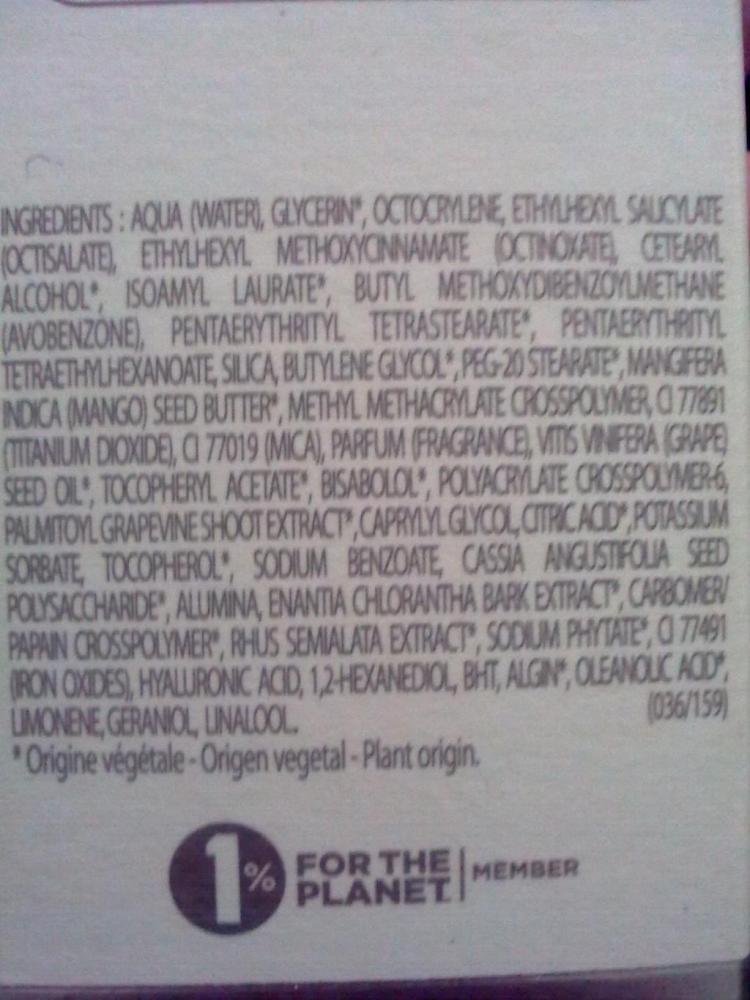 INGREDIENTS : AQUA (WATER), GLYCERIN*, OCTOCRYLENE, ETHYLHEXYL SALICYLATE
(OCTISALATE), ETHYLHEXYL METHOXYCINNAMATE (OCTINOXATE), CETEARYL
ALCOHOL*, ISOAMYL LAURATE*, BUTYL METHOXYDIBENZOYLMETHANE
(AVOBENZONE), PENTAERYTHRITYL TETRASTEARATE*, PENTAERYTHRITYL
TETRAETHYLHEXANOATE, SILICA, BUTYLENE GLYCOL*, PEG-20 STEARATE*, MANGIFERA
INDICA (MANGO) SEED BUTTER*, METHYL METHACRYLATE CROSSPOLYMER, CI 77891
(TITANIUM DIOXIDE), CI 77019 (MICA), PARFUM (FRAGRANCE), VITIS VINIFERA (GRAPE)
SEED OIL*, TOCOPHERYL ACETATE*, BISABOLOL*, POLYACRYLATE CROSSPOLYMER-6,
PALMITOYL GRAPEVINE SHOOT EXTRACT*, CAPRYLYL GLYCOL, CITRIC ACID*, POTASSIUM
SORBATE, TOCOPHEROL*, SODIUM BENZOATE, CASSIA ANGUSTIFOLIA SEED
POLYSACCHARIDE*, ALUMINA, ENANTIA CHLORANTHA BARK EXTRACT*, CARBOMER/
PAPAIN CROSSPOLYMER*, RHUS SEMIALATA EXTRACT*, SODIUM PHYTATE*, CI 77491
(IRON OXIDES), HYALURONIC ACID, 1,2-HEXANEDIOL, BHT, ALGIN*, OLEANOLIC ACID*,
LIMONENE, GERANIOL, LINALOOL. (036/159)
* Origine végétale - Origen vegetal - Plant origin.
1% FOR THE PLANET | MEMBER